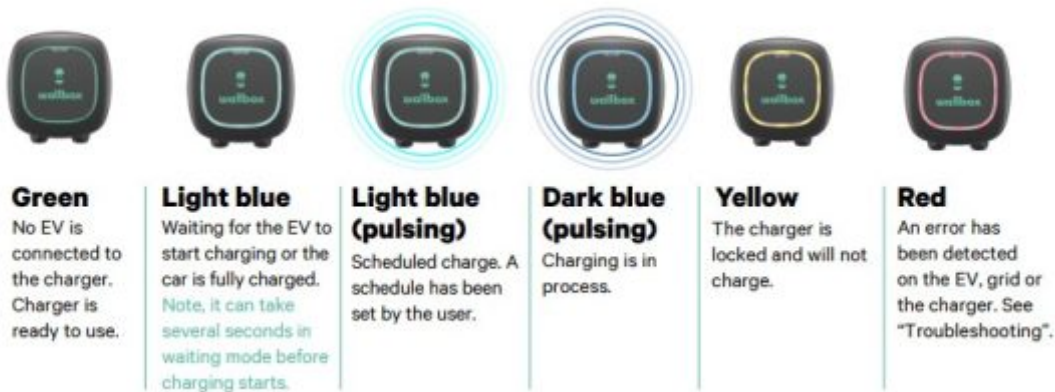 wallbox
wallbox
wallbox
wallbox
wallbox
wallbox
Green
No EV is
connected to
the charger.
Charger is
ready to use.
Light blue
Waiting for the EV to
start charging or the
car is fully charged.
Note, it can take
several seconds in
waiting mode before
charging starts.
Light blue
(pulsing)
Scheduled charge. A
schedule has been
set by the user.
Dark blue
(pulsing)
Charging is in
process.
Yellow
The charger is
locked and will not
charge.
Red
An error has
been detected
on the EV, grid or
the charger. See
“Troubleshooting”.